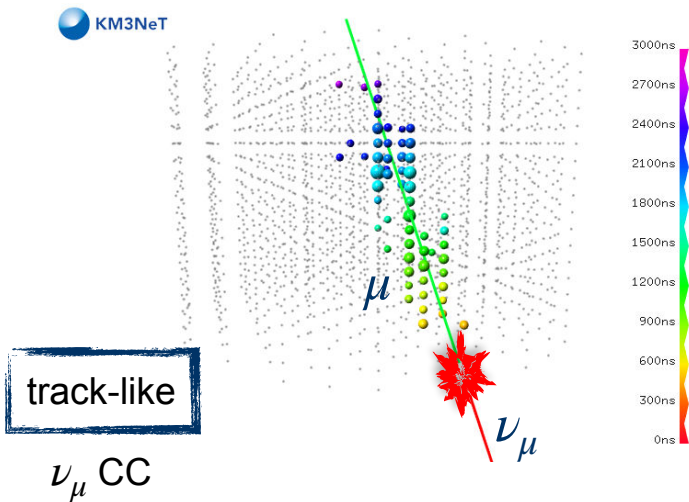 KM3NeT
3000ns
2700ns
2400ns
2100ns
1800ns
1500ns
1200ns
900ns
600ns
300ns
0ns
μ
ν_μ
track-like
ν_μ CC